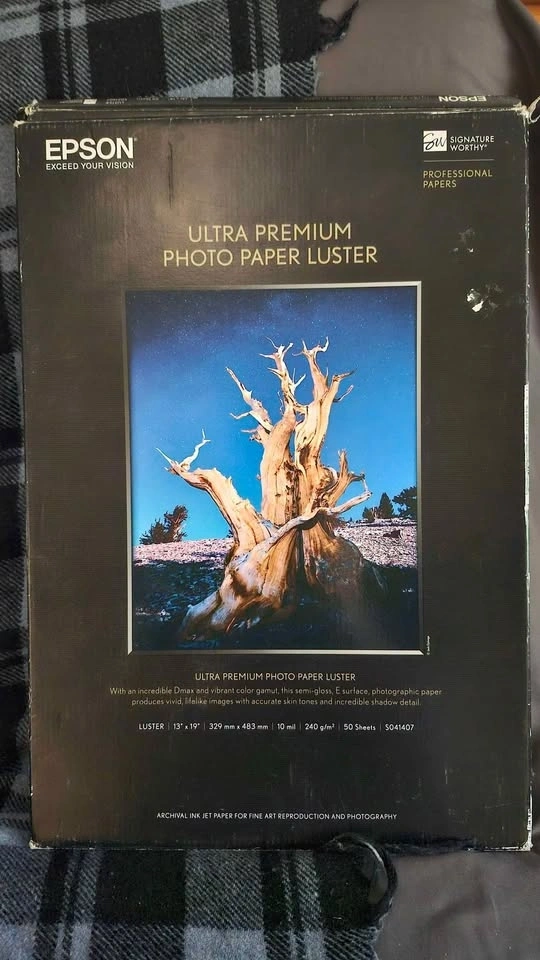 EPSON
EPSON
EXCEED YOUR VISION
SIGNATURE
WORTHY®
PROFESSIONAL
PAPERS
ULTRA PREMIUM
PHOTO PAPER LUSTER
ULTRA PREMIUM PHOTO PAPER LUSTER
With an incredible Dmax and vibrant color gamut, this semi-gloss, E surface, photographic paper
produces vivid, lifelike images with accurate skin tones and incredible shadow detail.
LUSTER | 13" x 19" | 329 mm x 483 mm | 10 mil | 240 g/m² | 50 Sheets | S041407
ARCHIVAL INK JET PAPER FOR FINE ART REPRODUCTION AND PHOTOGRAPHY